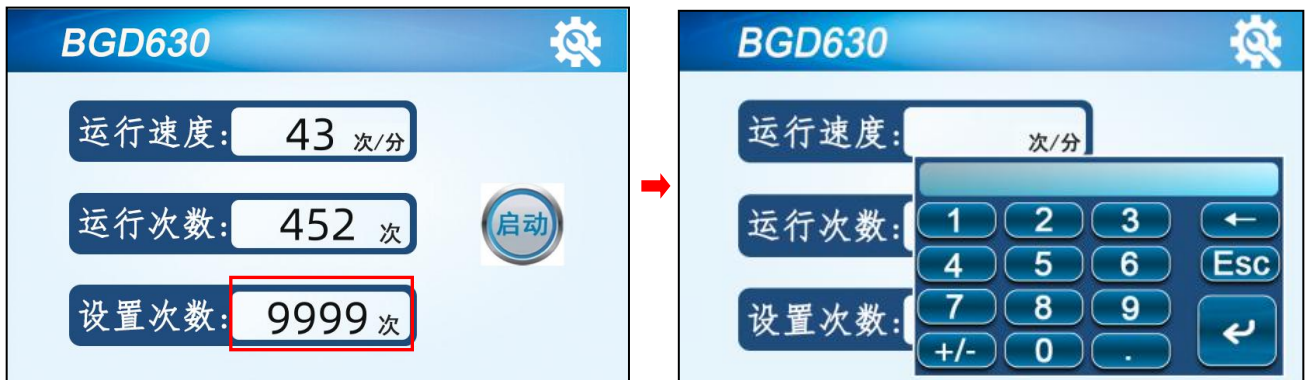 BGD630
运行速度: 43 次/分
运行次数: 452 次
启动
设置次数: 9999 次
BGD630
运行速度: 次/分
运行次数:
设置次数:
1 2 3 ←
4 5 6 Esc
7 8 9
+/- 0 .